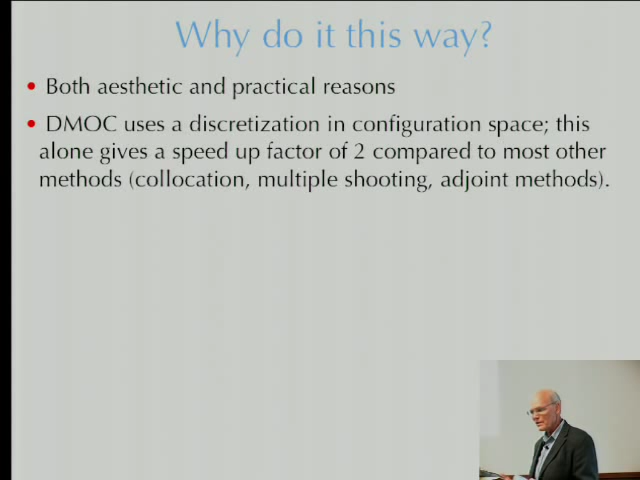 Why do it this way?
• Both aesthetic and practical reasons
• DMOC uses a discretization in configuration space; this
alone gives a speed up factor of 2 compared to most other
methods (collocation, multiple shooting, adjoint methods).